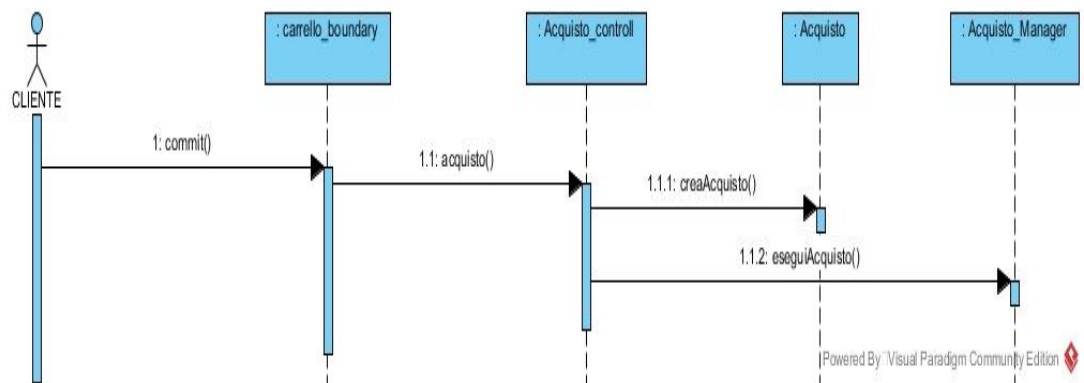 : carrello_boundary
: Acquisto_controll
: Acquisto
: Acquisto_Manager
CLIENTE
1: commit()
1.1: acquisto()
1.1.1: creaAcquisto()
1.1.2: eseguiAcquisto()
Powered By Visual Paradigm Community Edition